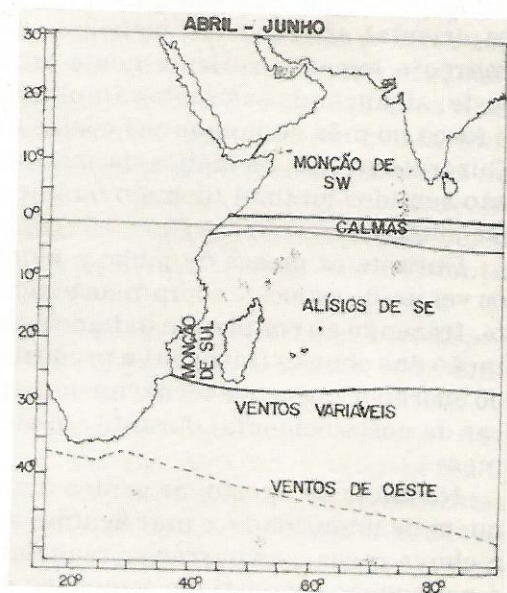 ABRIL - JUNHO
30°
20°
10°
0°
10°
20°
30°
40°
MONÇÃO DE
SW
CALMAS
ALÍSIOS DE SE
MONÇÃO
DE SUL
VENTOS VARIÁVEIS
VENTOS DE OESTE
20°
40°
60°
80°